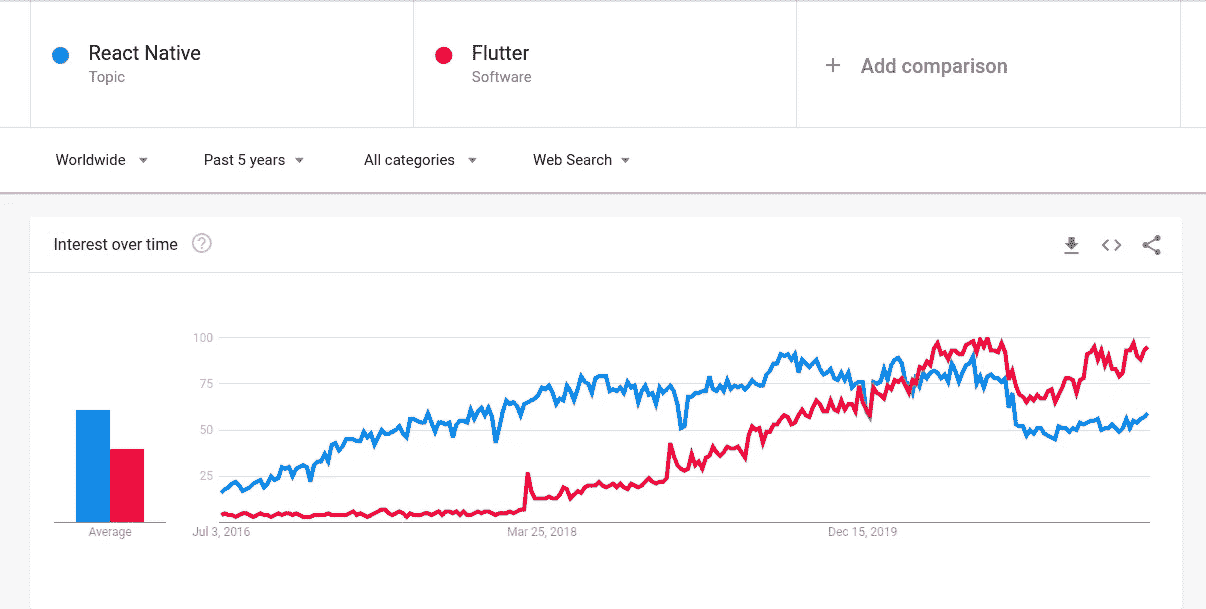 React Native
Topic
Flutter
Software
+ Add comparison
Worldwide
Past 5 years
All categories
Web Search
Interest over time ?
100
75
50
25
Average
Jul 3, 2016
Mar 25, 2018
Dec 15, 2019